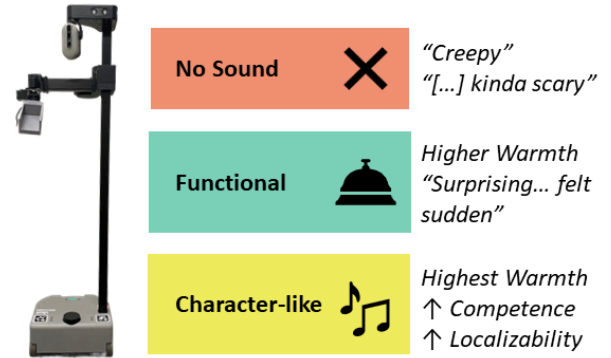 No Sound
“Creepy”
“[…] kinda scary”
Functional
Higher Warmth
“Surprising… felt
sudden”
Character-like
Highest Warmth
↑ Competence
↑ Localizability